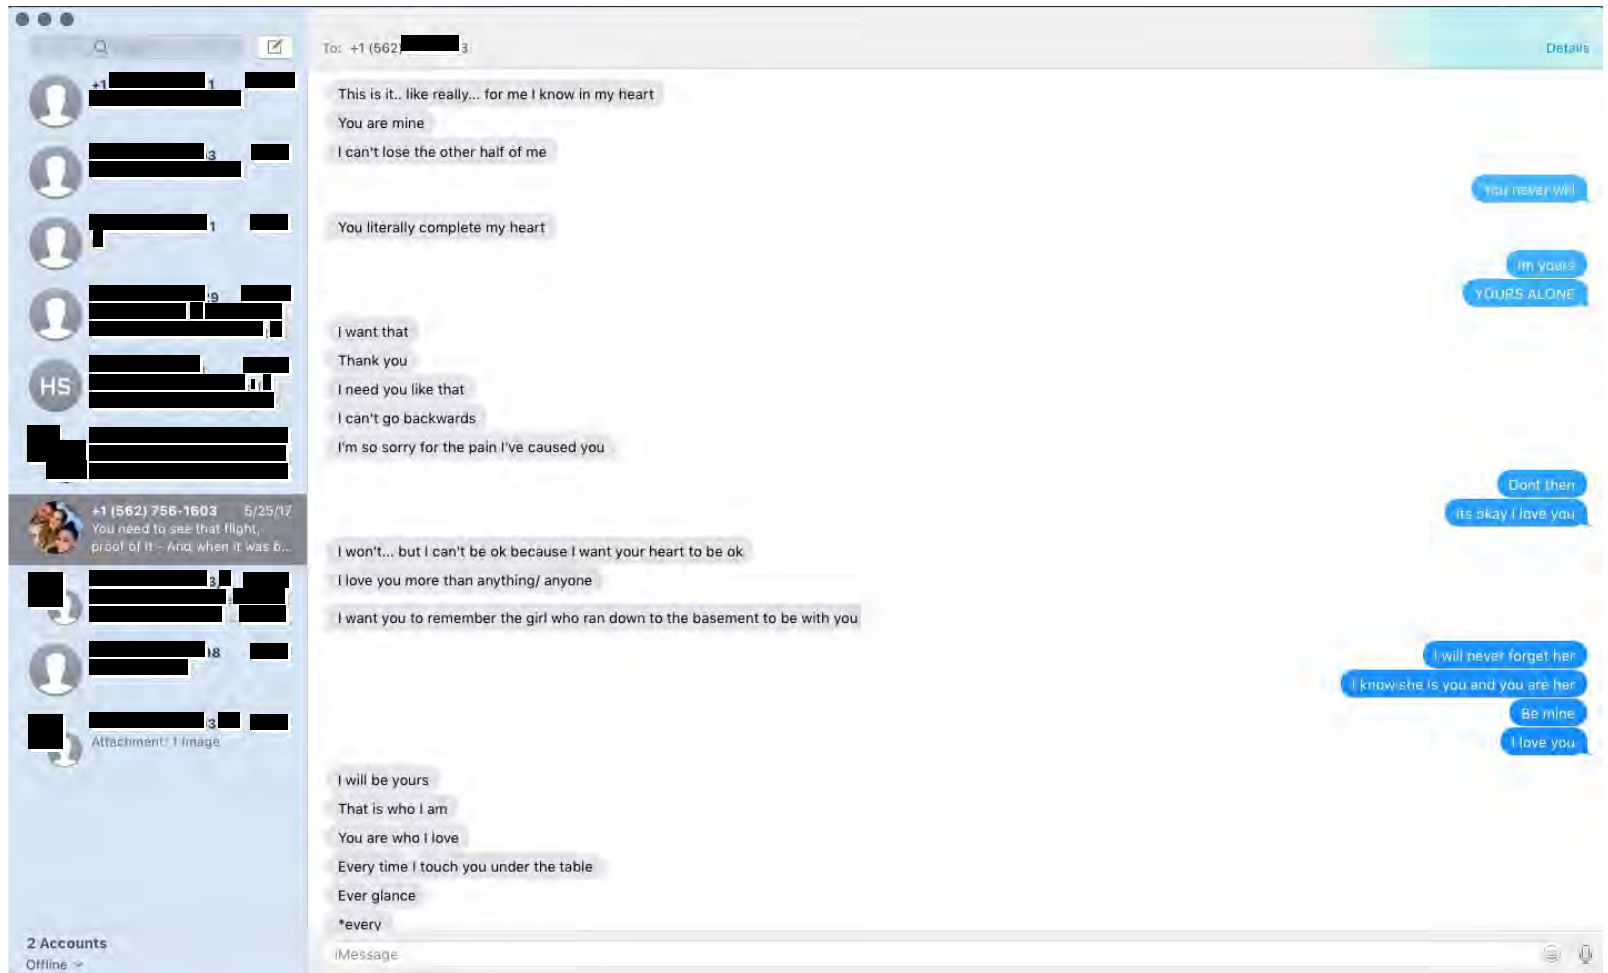 To: +1 (562) 3
Details
+1 1
3
1
9
HS
+1 (562) 756-1603 5/25/17
You need to see that flight,
proof of it - And when it was b...
3
18
3
Attachment: 1 Image
2 Accounts
Offline
This is it.. like really... for me I know in my heart
You are mine
I can't lose the other half of me
You never will
You literally complete my heart
Im yours
YOURS ALONE
I want that
Thank you
I need you like that
I can't go backwards
I'm so sorry for the pain I've caused you
Dont then
Its okay I love you
I won't... but I can't be ok because I want your heart to be ok
I love you more than anything/ anyone
I want you to remember the girl who ran down to the basement to be with you
I will never forget her
I know she is you and you are her
Be mine
I love you
I will be yours
That is who I am
You are who I love
Every time I touch you under the table
Ever glance
*every
iMessage